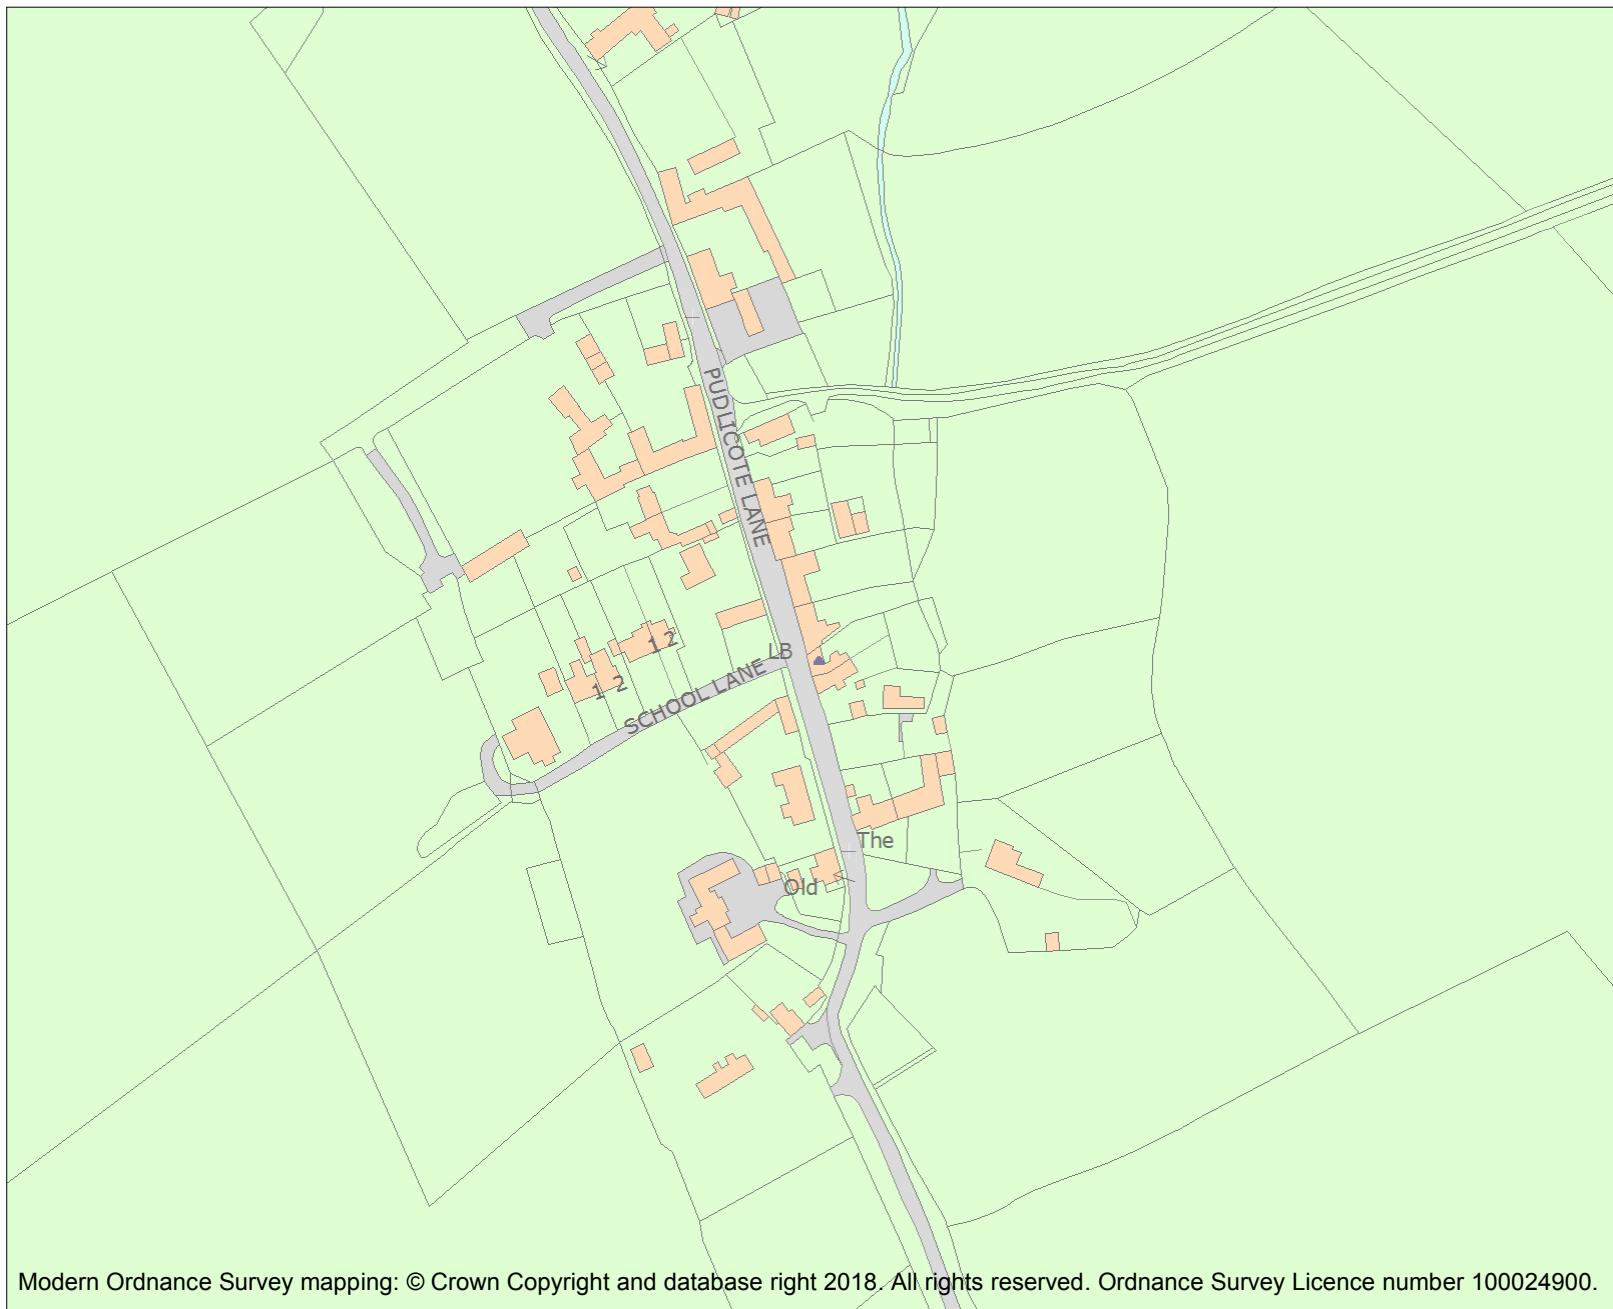 PUDLICOTE LANE
LB
1 2
1 2
SCHOOL LANE
The
Old
Modern Ordnance Survey mapping: © Crown Copyright and database right 2018. All rights reserved. Ordnance Survey Licence number 100024900.